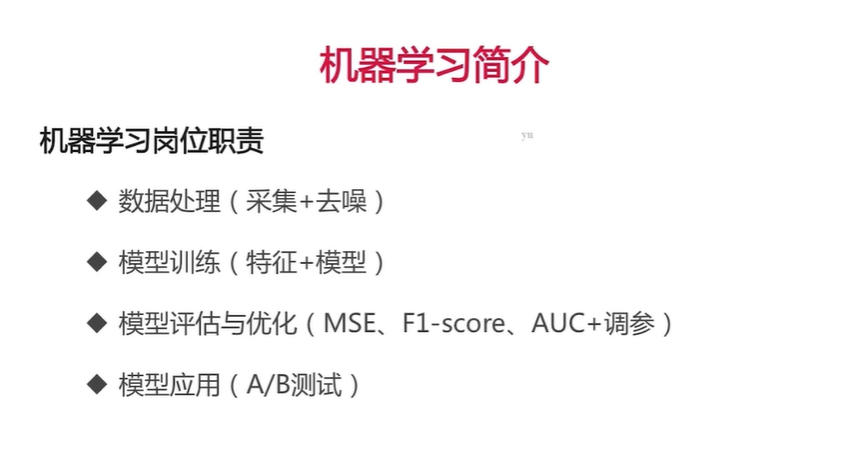 机器学习简介
机器学习岗位职责
yu
◆ 数据处理（采集+去噪）
◆ 模型训练（特征+模型）
◆ 模型评估与优化（MSE、F1-score、AUC+调参）
◆ 模型应用（A/B测试）